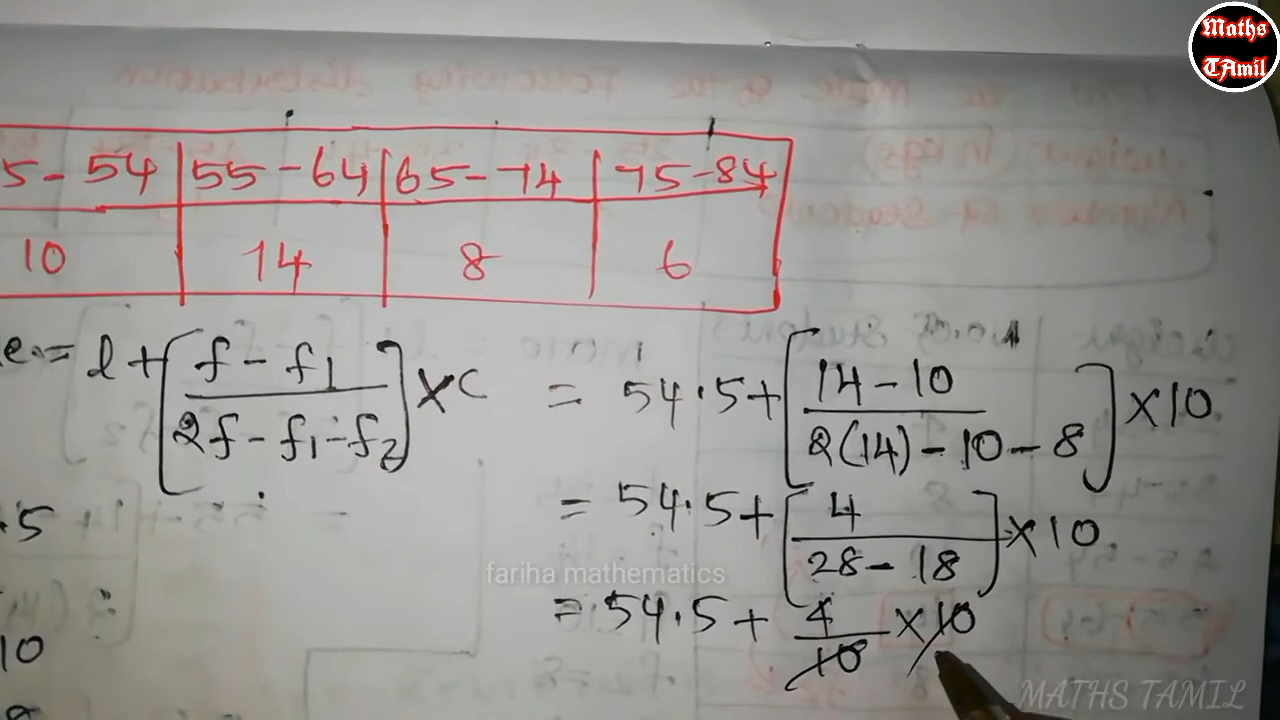 Maths
TAmil
5-54 55-64 65-74 75-84
10 14 8 6
e. = l + [f - f₁ / 2f - f₁ - f₂] × c
= 54.5 + [14 - 10 / 2(14) - 10 - 8] × 10
.5
= 54.5 + [4 / 28 - 18] × 10
fariha mathematics
= 54.5 + 4/10 × 10
10
MATHS TAMIL